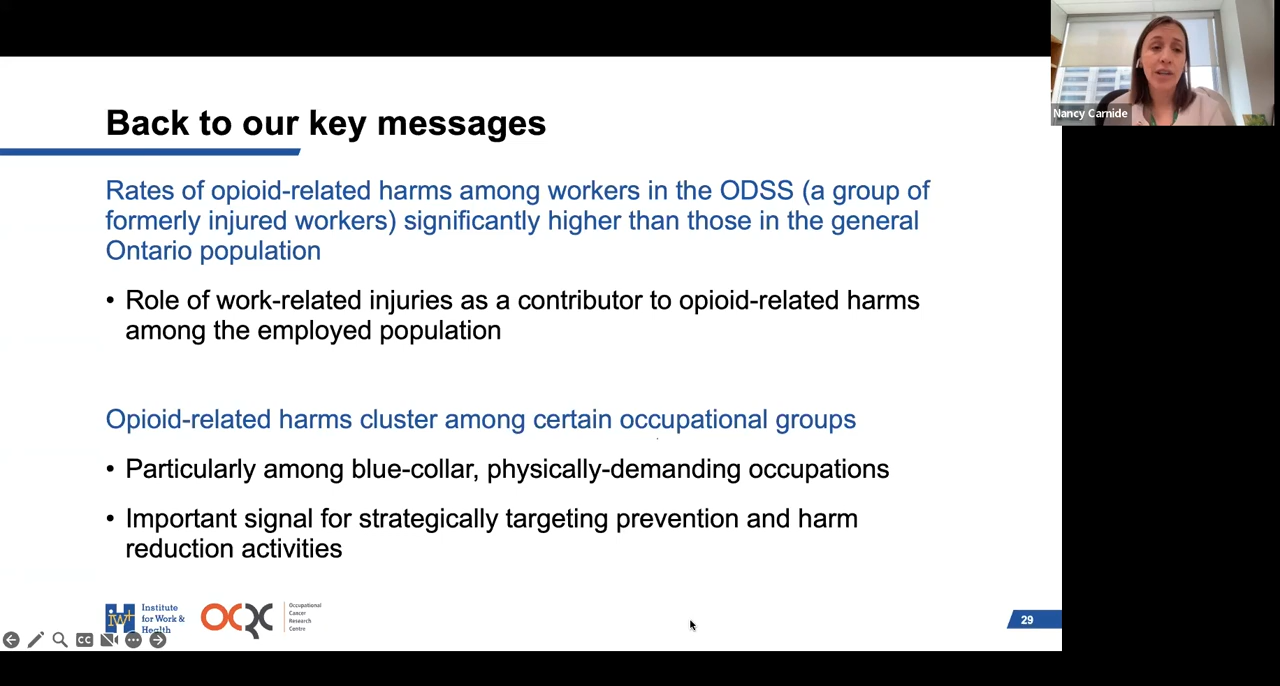 Nancy Carnide
Back to our key messages
Rates of opioid-related harms among workers in the ODSS (a group of
formerly injured workers) significantly higher than those in the general
Ontario population
• Role of work-related injuries as a contributor to opioid-related harms
among the employed population
Opioid-related harms cluster among certain occupational groups
• Particularly among blue-collar, physically-demanding occupations
• Important signal for strategically targeting prevention and harm
reduction activities
iwh
Institute
for Work &
Health
OCRC
Occupational
Cancer
Research
Centre
CC
29